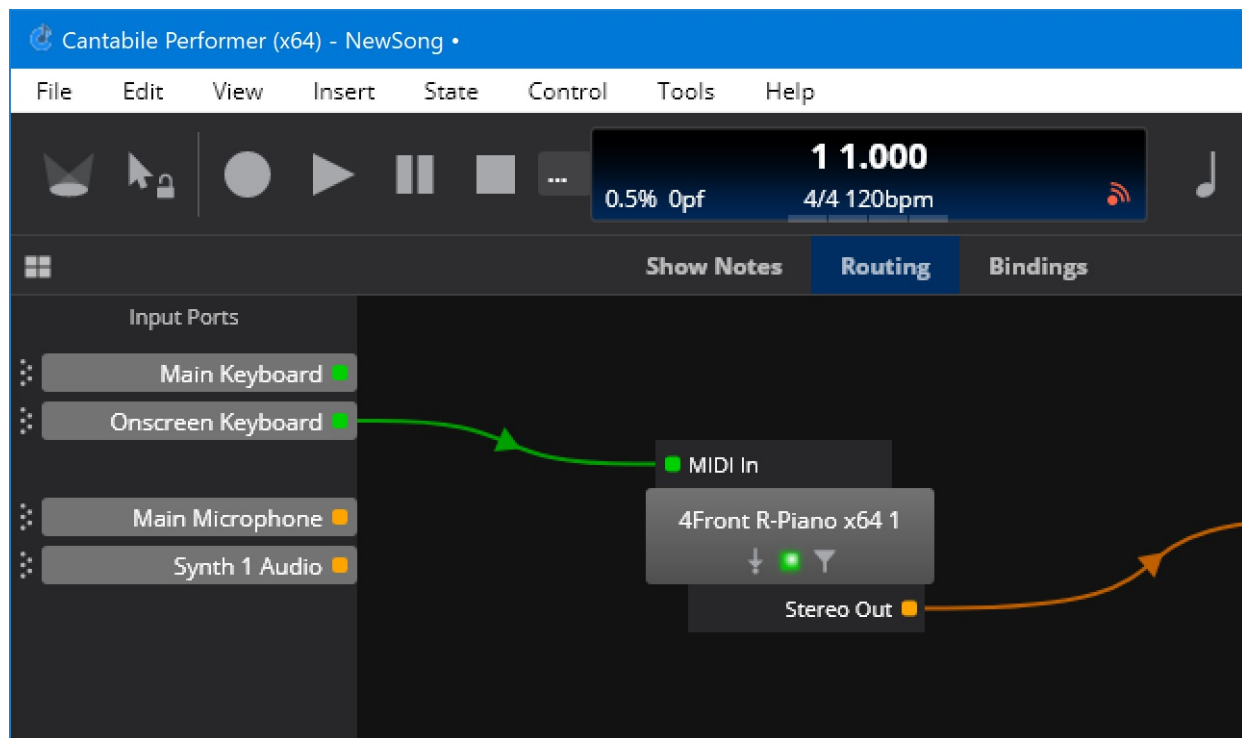 Cantabile Performer (x64) - NewSong •
File Edit View Insert State Control Tools Help
1 1.000
... 0.5% 0pf 4/4 120bpm
Show Notes Routing Bindings
Input Ports
Main Keyboard
Onscreen Keyboard
MIDI In
Main Microphone
4Front R-Piano x64 1
Synth 1 Audio
Stereo Out